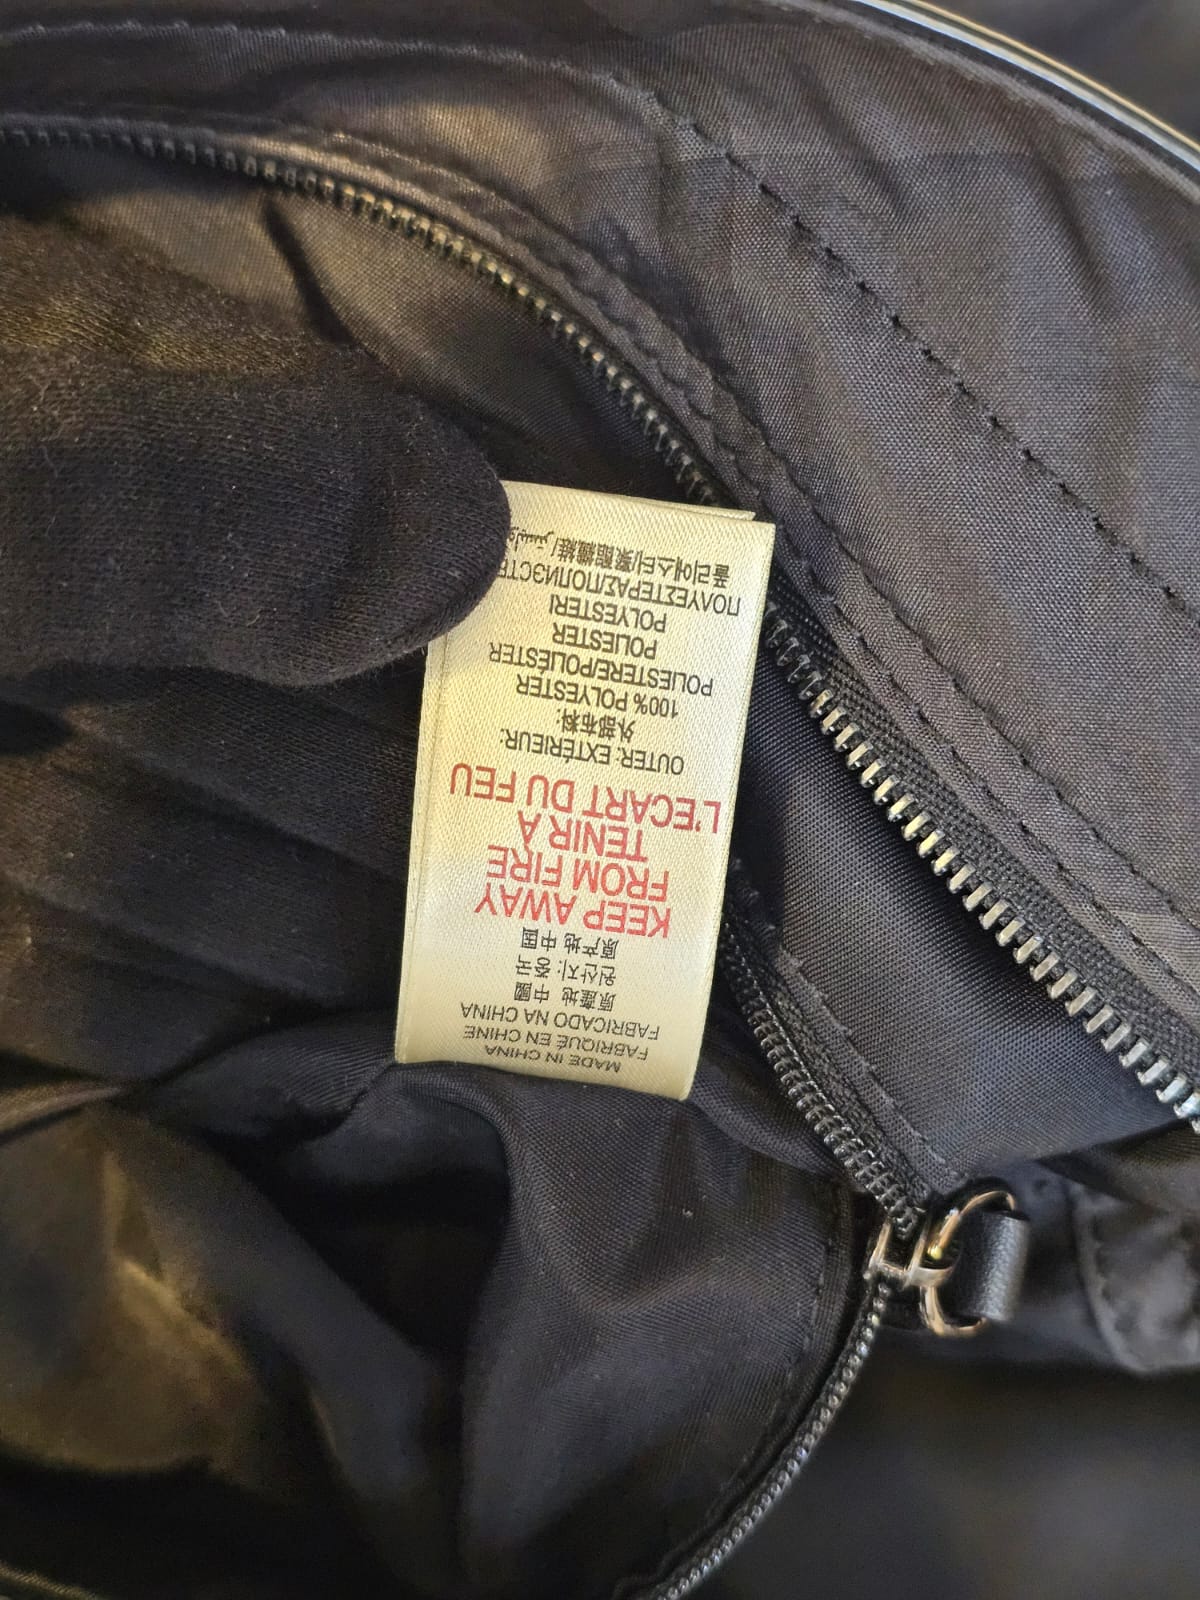 MADE IN CHINA
FABRIQUÉ EN CHINE
FABRICADO NA CHINA
原產地 中國
원산지: 중국
原产地 中国
KEEP AWAY
FROM FIRE
TENIR À
L'ECART DU FEU
OUTER: EXTÉRIEUR:
外部布料:
100% POLYESTER
POLIESTERE/POLIÉSTER
POLIESTER
POLYESTERI
ΠΟΛΥΕΣΤΕΡΑΣ/ПОЛИЭСТЕ
폴리에스터/聚酯纖維/